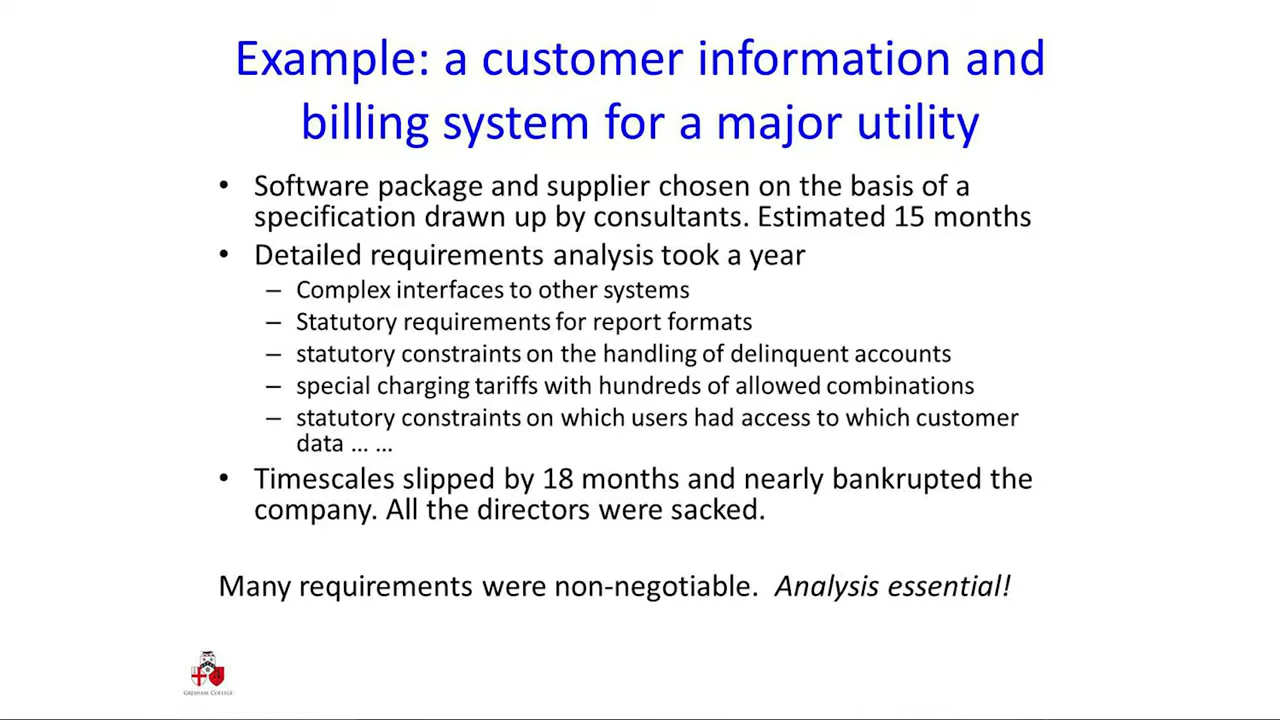 Example: a customer information and
billing system for a major utility
• Software package and supplier chosen on the basis of a
specification drawn up by consultants. Estimated 15 months
• Detailed requirements analysis took a year
– Complex interfaces to other systems
– Statutory requirements for report formats
– statutory constraints on the handling of delinquent accounts
– special charging tariffs with hundreds of allowed combinations
– statutory constraints on which users had access to which customer
data ... ...
• Timescales slipped by 18 months and nearly bankrupted the
company. All the directors were sacked.
Many requirements were non-negotiable. Analysis essential!
GRESHAM COLLEGE